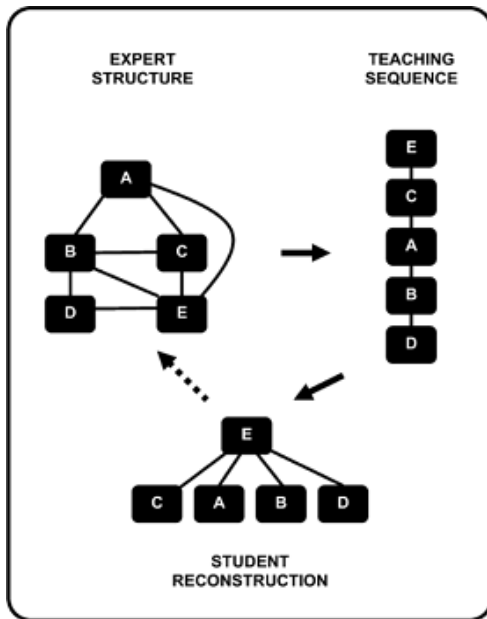 EXPERT
STRUCTURE
TEACHING
SEQUENCE
A
B
C
D
E
E
C
A
B
D
E
C
A
B
D
STUDENT
RECONSTRUCTION